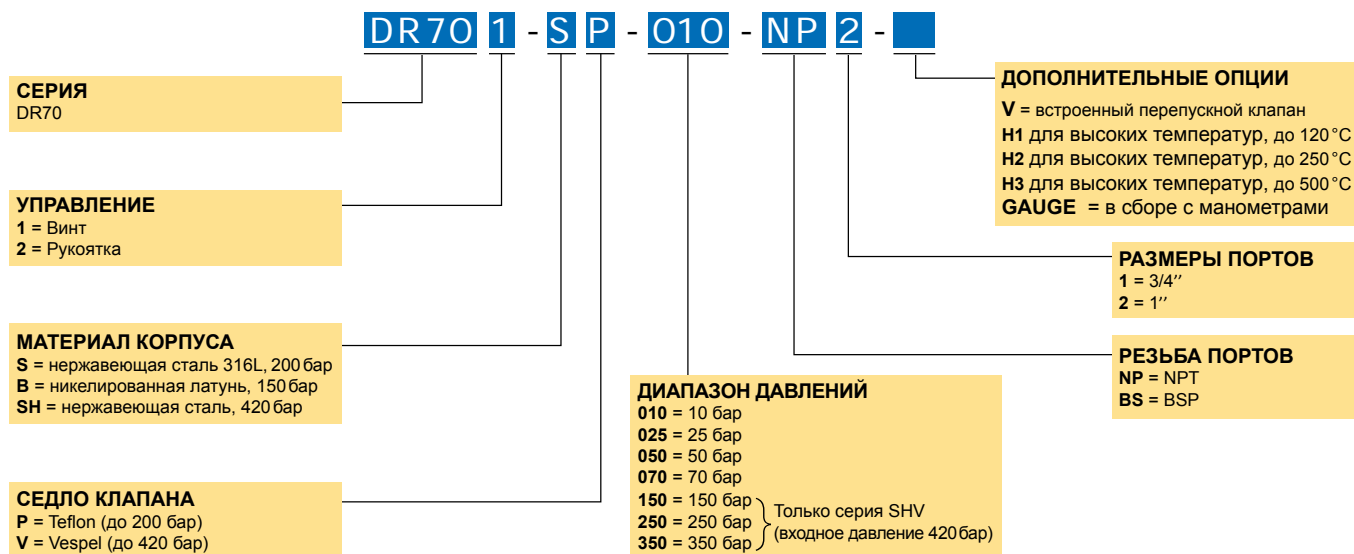 DR70 1 - S P - 010 - NP 2 -
СЕРИЯ
DR70
УПРАВЛЕНИЕ
1 = Винт
2 = Рукоятка
МАТЕРИАЛ КОРПУСА
S = нержавеющая сталь 316L, 200 бар
B = никелированная латунь, 150 бар
SH = нержавеющая сталь, 420 бар
СЕДЛО КЛАПАНА
P = Teflon (до 200 бар)
V = Vespel (до 420 бар)
ДИАПАЗОН ДАВЛЕНИЙ
010 = 10 бар
025 = 25 бар
050 = 50 бар
070 = 70 бар
150 = 150 бар
250 = 250 бар
350 = 350 бар
Только серия SHV
(входное давление 420 бар)
ДОПОЛНИТЕЛЬНЫЕ ОПЦИИ
V = встроенный перепускной клапан
H1 для высоких температур, до 120 °C
H2 для высоких температур, до 250 °C
H3 для высоких температур, до 500 °C
GAUGE = в сборе с манометрами
РАЗМЕРЫ ПОРТОВ
1 = 3/4′′
2 = 1′′
РЕЗЬБА ПОРТОВ
NP = NPT
BS = BSP